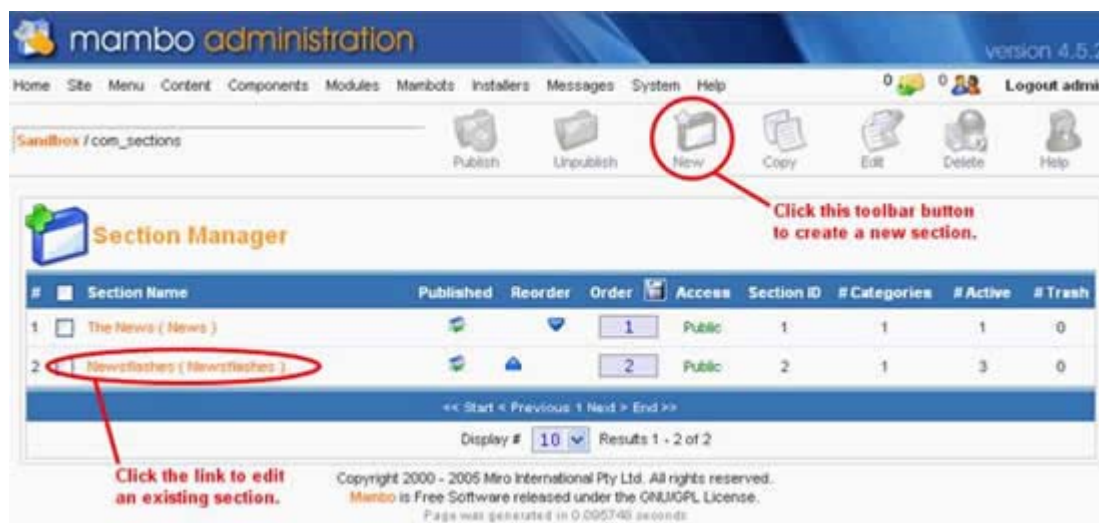 mambo administration
version 4.5.2
Home Site Menu Content Components Modules Mambots Installers Messages System Help 0 0 Logout admi
Sandbox / com_sections
Publish Unpublish New Copy Edit Delete Help
Click this toolbar button
to create a new section.
Section Manager
# Section Name Published Reorder Order Access Section ID # Categories # Active # Trash
1 The News ( News ) 1 Public 1 1 1 0
2 Newsflashes ( Newsflashes ) 2 Public 2 1 3 0
<< Start < Previous 1 Next > End >>
Display # 10 Results 1 - 2 of 2
Click the link to edit
an existing section.
Copyright 2000 - 2005 Miro International Pty Ltd. All rights reserved.
Mambo is Free Software released under the GNU/GPL License.
Page was generated in 0.095748 seconds